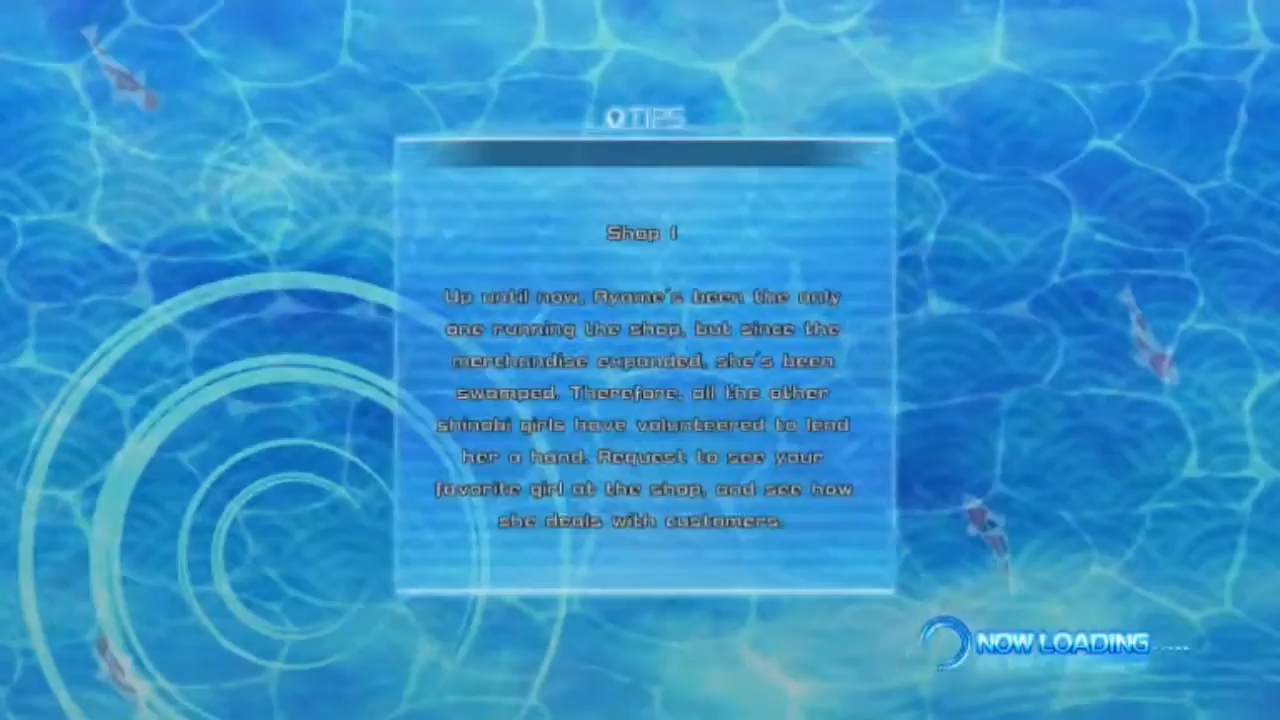 TIPS
Shop 1
Up until now, Ayame's been the only
one running the shop, but since the
merchandise expanded, she's been
swamped. Therefore, all the other
shinobi girls have volunteered to lend
her a hand. Request to see your
favorite girl at the shop, and see how
she deals with customers.
NOW LOADING.....